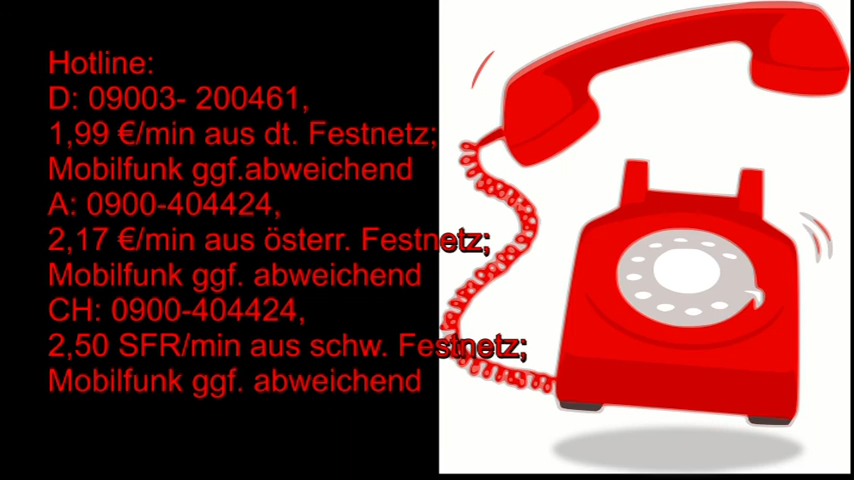 Hotline:
D: 09003- 200461,
1,99 €/min aus dt. Festnetz;
Mobilfunk ggf.abweichend
A: 0900-404424,
2,17 €/min aus österr. Festnetz;
Mobilfunk ggf. abweichend
CH: 0900-404424,
2,50 SFR/min aus schw. Festnetz;
Mobilfunk ggf. abweichend